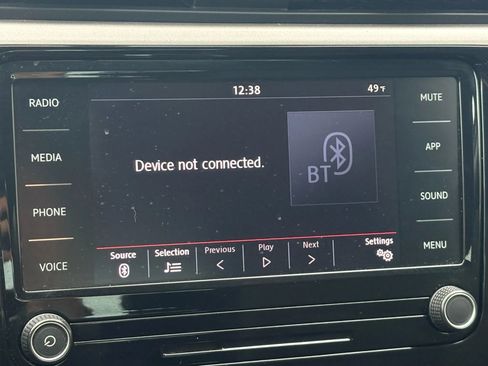 12:38
49°F
RADIO
MUTE
MEDIA
APP
Device not connected.
BT
PHONE
SOUND
VOICE
MENU
Source
Selection
Previous
Play
Next
Settings